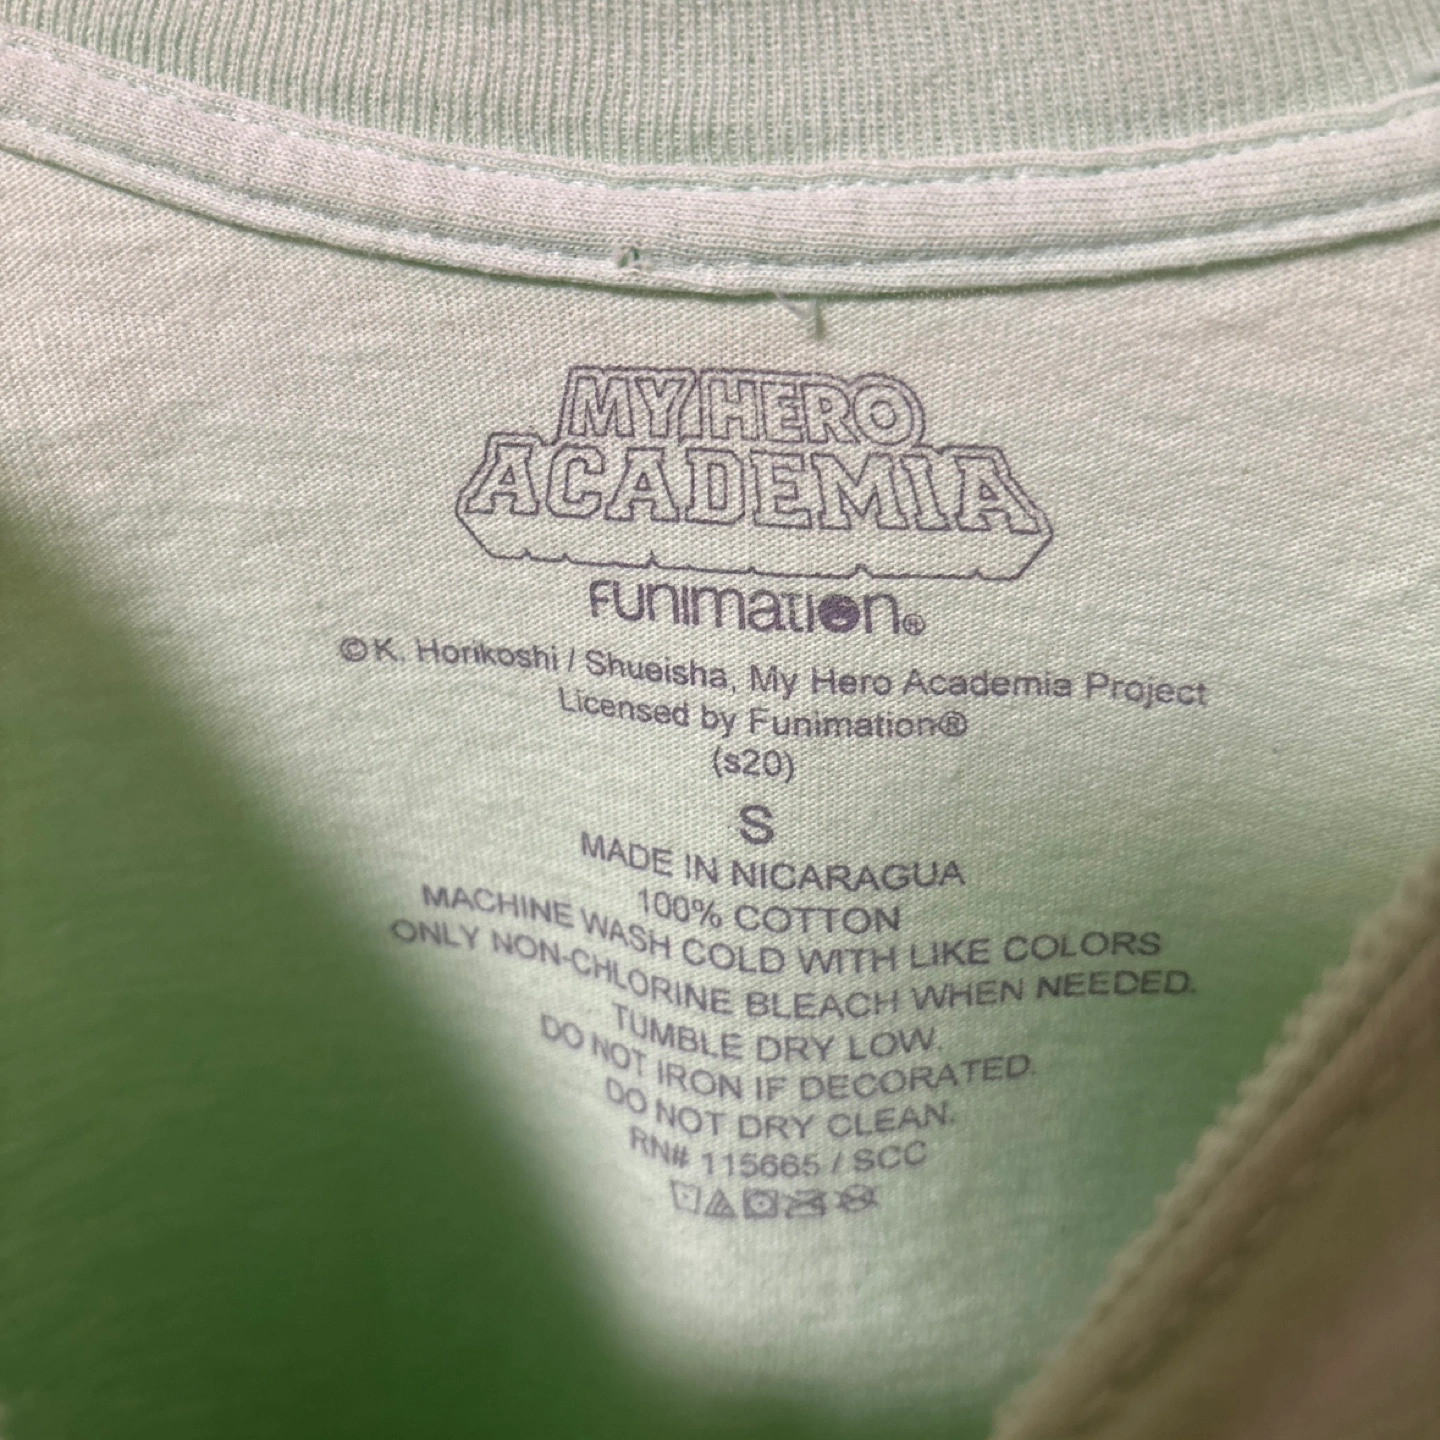 MY HERO
ACADEMIA
FUnimation®
©K. Horikoshi / Shueisha, My Hero Academia Project
Licensed by Funimation®
(s20)
S
MADE IN NICARAGUA
100% COTTON
MACHINE WASH COLD WITH LIKE COLORS
ONLY NON-CHLORINE BLEACH WHEN NEEDED.
TUMBLE DRY LOW.
DO NOT IRON IF DECORATED.
DO NOT DRY CLEAN.
RN# 115665 / SCC